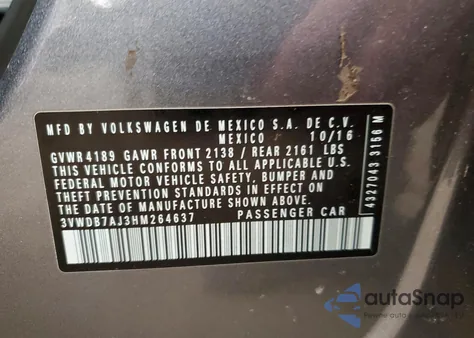 MFD BY VOLKSWAGEN DE MEXICO S.A. DE C.V.
MEXICO 10/16
GVWR4189 GAWR FRONT 2138 / REAR 2161 LBS
THIS VEHICLE CONFORMS TO ALL APPLICABLE U.S.
FEDERAL MOTOR VEHICLE SAFETY, BUMPER AND
THEFT PREVENTION STANDARDS IN EFFECT ON
THE DATE OF MANUFACTURE SHOWN ABOVE.
3VWDB7AJ3HM264637 PASSENGER CAR
4327043 3156 M
autoSnap